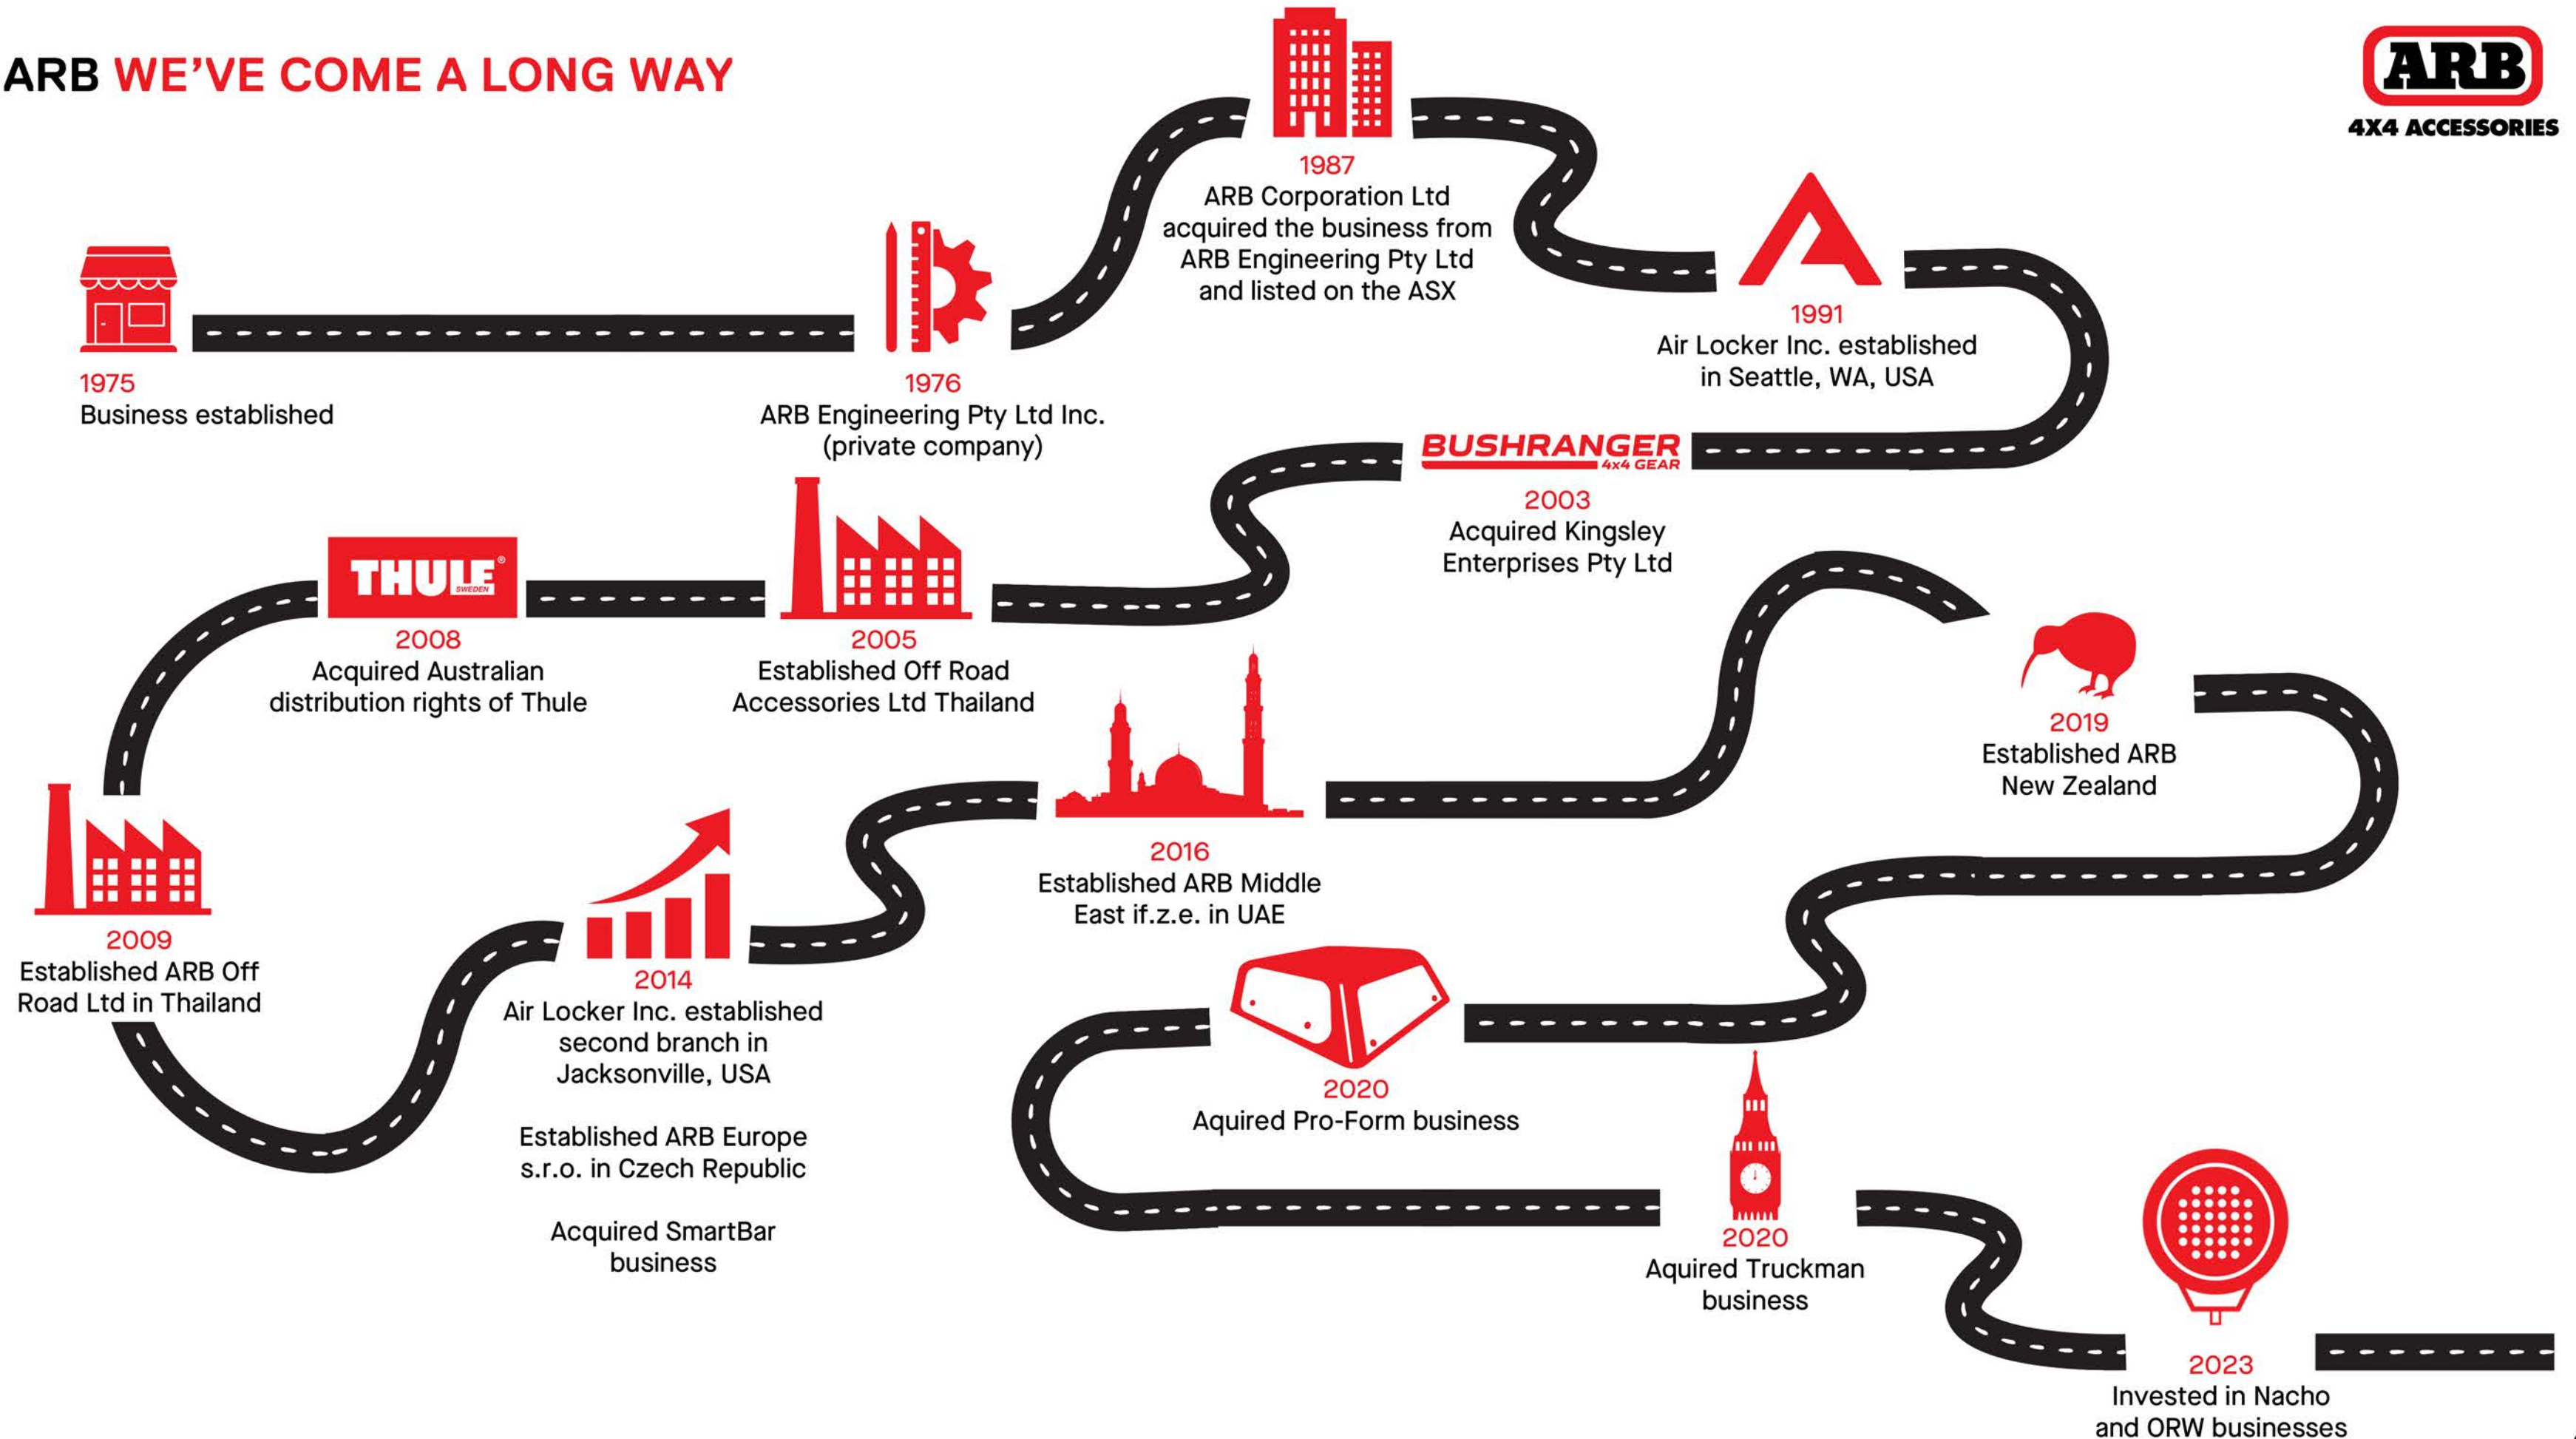 ARB WE'VE COME A LONG WAY
ARB
4X4 ACCESSORIES
1975
Business established
1976
ARB Engineering Pty Ltd Inc.
(private company)
1987
ARB Corporation Ltd
acquired the business from
ARB Engineering Pty Ltd
and listed on the ASX
1991
Air Locker Inc. established
in Seattle, WA, USA
BUSHRANGER
4x4 GEAR
2003
Acquired Kingsley
Enterprises Pty Ltd
2005
Established Off Road
Accessories Ltd Thailand
THULE®
SWEDEN
2008
Acquired Australian
distribution rights of Thule
2009
Established ARB Off
Road Ltd in Thailand
2014
Air Locker Inc. established
second branch in
Jacksonville, USA
Established ARB Europe
s.r.o. in Czech Republic
Acquired SmartBar
business
2016
Established ARB Middle
East if.z.e. in UAE
2019
Established ARB
New Zealand
2020
Aquired Pro-Form business
2020
Aquired Truckman
business
2023
Invested in Nacho
and ORW businesses